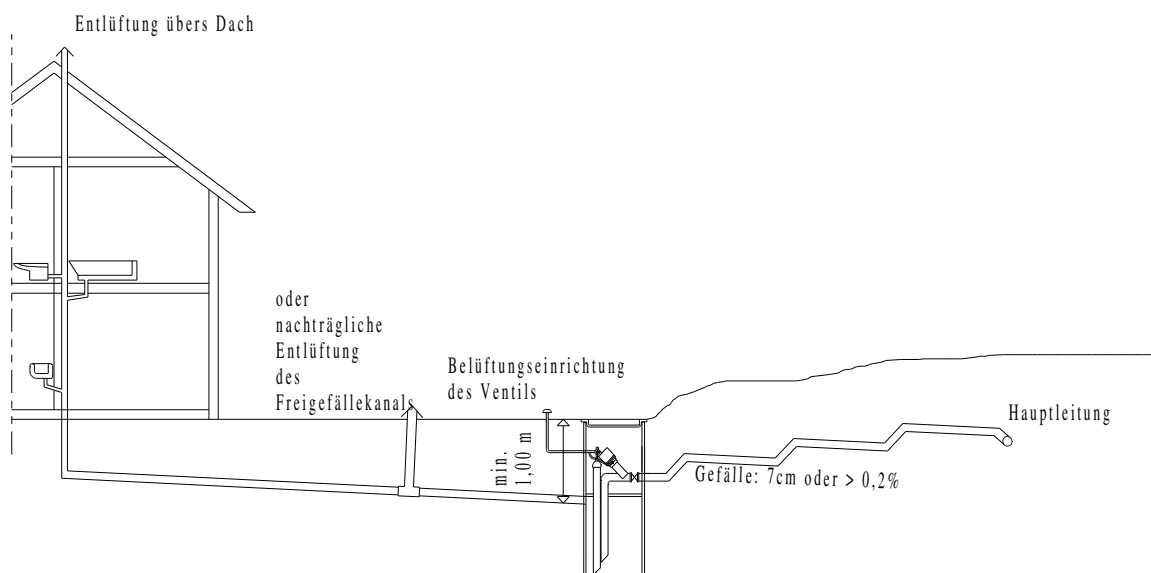 Entlüftung übers Dach
oder
nachträgliche
Entlüftung
des
Freigefällekanals
Belüftungseinrichtung
des Ventils
min.
1,00 m
Hauptleitung
Gefälle: 7cm oder > 0,2%